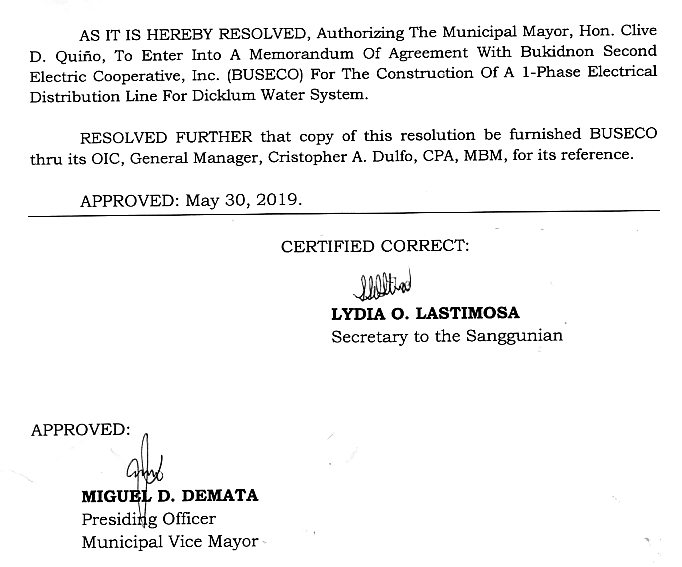 AS IT IS HEREBY RESOLVED, Authorizing The Municipal Mayor, Hon. Clive
D. Quiño, To Enter Into A Memorandum Of Agreement With Bukidnon Second
Electric Cooperative, Inc. (BUSECO) For The Construction Of A 1-Phase Electrical
Distribution Line For Dicklum Water System.
RESOLVED FURTHER that copy of this resolution be furnished BUSECO
thru its OIC, General Manager, Cristopher A. Dulfo, CPA, MBM, for its reference.
APPROVED: May 30, 2019.
CERTIFIED CORRECT:
LYDIA O. LASTIMOSA
Secretary to the Sanggunian
APPROVED:
MIGUEL D. DEMATA
Presiding Officer
Municipal Vice Mayor